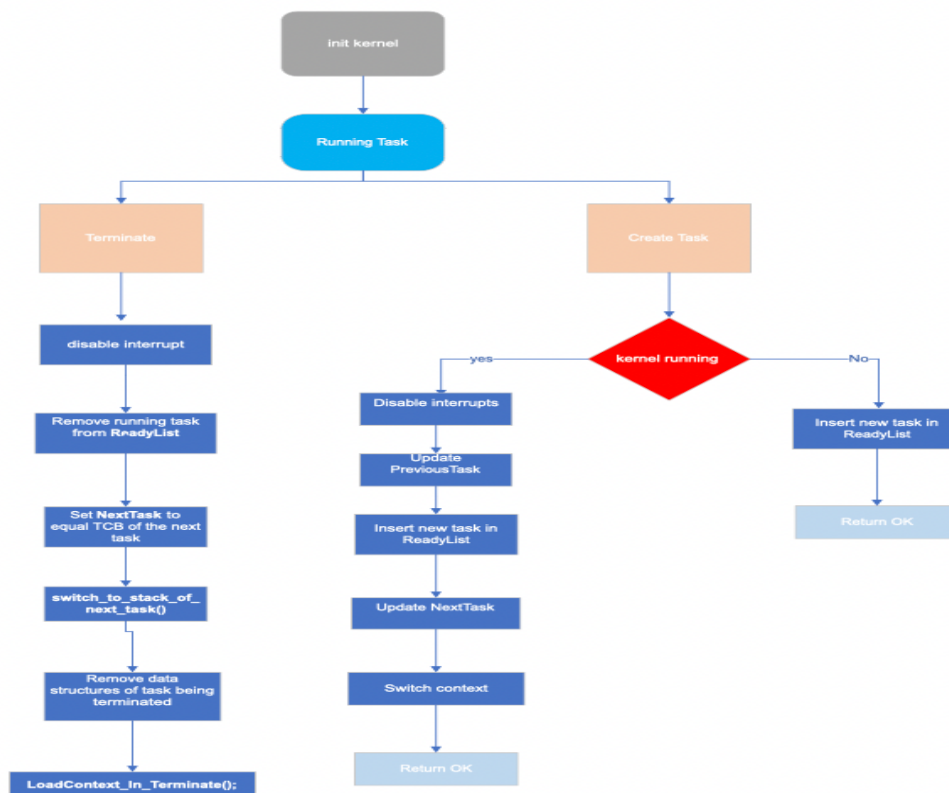 init kernel
Running Task
Terminate
Create Task
disable interrupt
kernel running
yes
No
Remove running task
from ReadyList
Disable interrupts
Insert new task in
ReadyList
Update
PreviousTask
Set NextTask to
equal TCB of the next
task
Insert new task in
ReadyList
Return OK
switch_to_stack_of_
next_task()
Update NextTask
Remove data
structures of task being
terminated
Switch context
LoadContext_In_Terminate();
Return OK